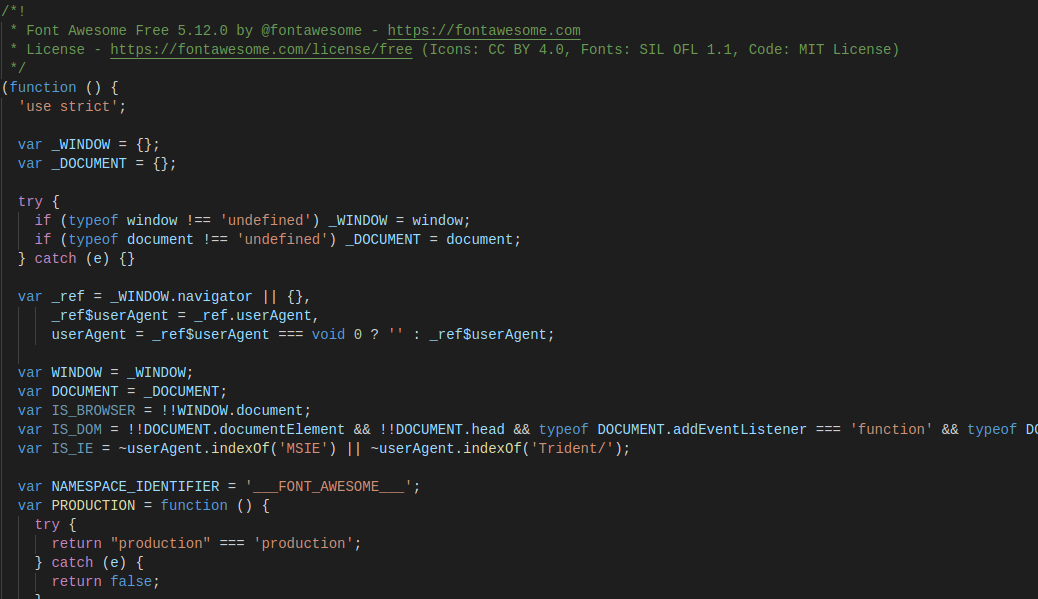 /*!
 * Font Awesome Free 5.12.0 by @fontawesome - https://fontawesome.com
 * License - https://fontawesome.com/license/free (Icons: CC BY 4.0, Fonts: SIL OFL 1.1, Code: MIT License)
 */
(function () {
  'use strict';

  var _WINDOW = {};
  var _DOCUMENT = {};

  try {
    if (typeof window !== 'undefined') _WINDOW = window;
    if (typeof document !== 'undefined') _DOCUMENT = document;
  } catch (e) {}

  var _ref = _WINDOW.navigator || {},
      _ref$userAgent = _ref.userAgent,
      userAgent = _ref$userAgent === void 0 ? '' : _ref$userAgent;

  var WINDOW = _WINDOW;
  var DOCUMENT = _DOCUMENT;
  var IS_BROWSER = !!WINDOW.document;
  var IS_DOM = !!DOCUMENT.documentElement && !!DOCUMENT.head && typeof DOCUMENT.addEventListener === 'function' && typeof
  var IS_IE = ~userAgent.indexOf('MSIE') || ~userAgent.indexOf('Trident/');

  var NAMESPACE_IDENTIFIER = '___FONT_AWESOME___';
  var PRODUCTION = function () {
    try {
      return "production" === 'production';
    } catch (e) {
      return false;